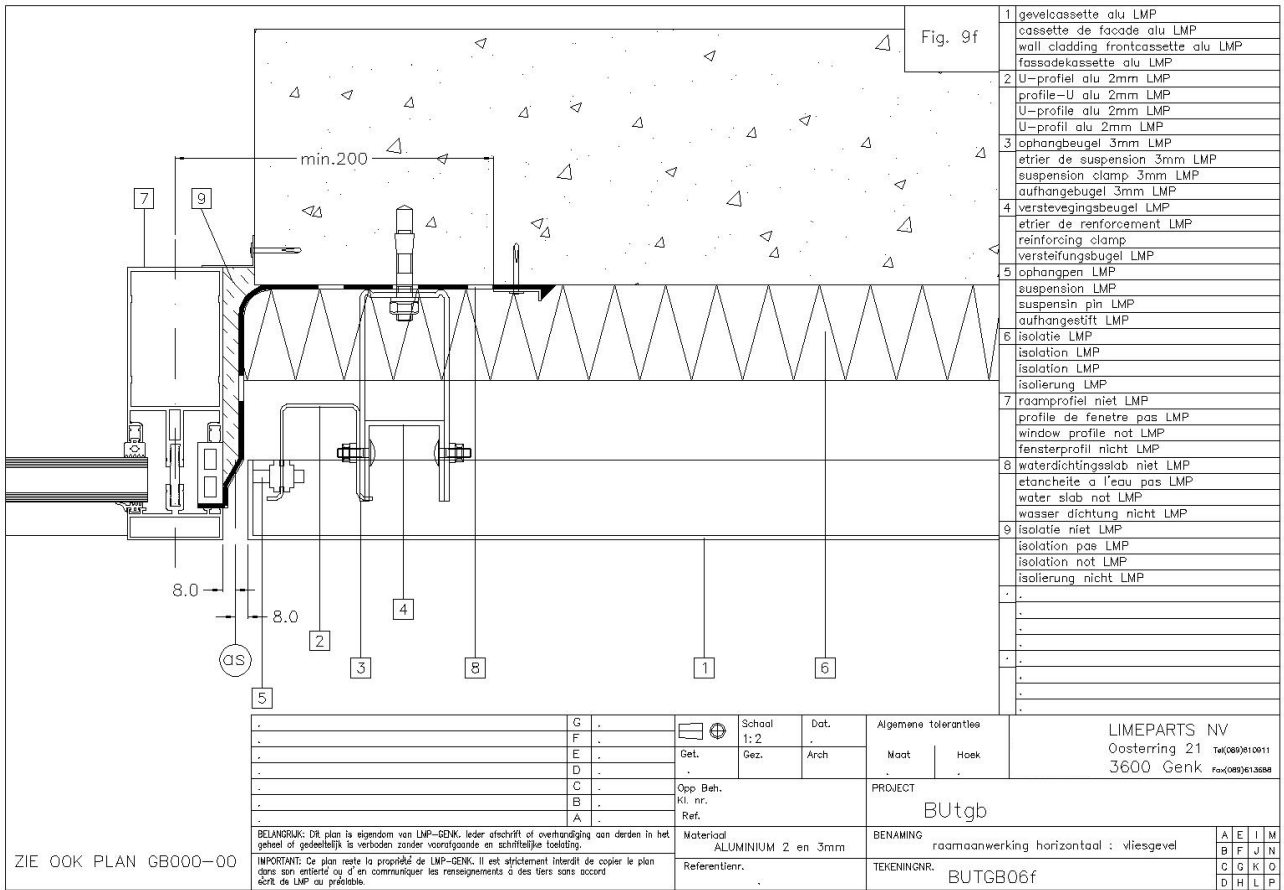 Fig. 9f
min.200
7
9
8.0
8.0
as
5
2
3
4
8
1
6
1 gevelcassette alu LMP
cassette de facade alu LMP
wall cladding frontcassette alu LMP
fassadekassette alu LMP
2 U-profiel alu 2mm LMP
profile-U alu 2mm LMP
U-profile alu 2mm LMP
U-profil alu 2mm LMP
3 ophangbeugel 3mm LMP
etrier de suspension 3mm LMP
suspension clamp 3mm LMP
aufhangebugel 3mm LMP
4 verstevegingsbeugel LMP
etrier de renforcement LMP
reinforcing clamp
versteifungsbugel LMP
5 ophangpen LMP
suspension LMP
suspensin pin LMP
aufhangestift LMP
6 isolatie LMP
isolation LMP
isolation LMP
isolierung LMP
7 raamprofiel niet LMP
profile de fenetre pas LMP
window profile not LMP
fensterprofil nicht LMP
8 waterdichtingsslab niet LMP
etancheite a l'eau pas LMP
water slab not LMP
wasser dichtung nicht LMP
9 isolatie niet LMP
isolation pas LMP
isolation not LMP
isolierung nicht LMP
ZIE OOK PLAN GB000-00
G
F
E
D
C
B
A
BELANGRIJK: Dit plan is eigendom van LMP-GENK. Ieder afschrift of overhandiging aan derden in het
geheel of gedeeltelijk is verboden zander voorafgaande en schriftelijke toelating.
IMPORTANT: Ce plan reste la propriété de LMP-GENK. Il est strictement interdit de copier le plan
dans son entierté ou d'en communiquer les renseignements à des tiers sans accord
écrit de LMP au préalable.
Schaal
1:2
Dat.
Get.
Gez.
Arch
Algemene toleranties
Maat
Hoek
LIMEPARTS NV
Oosterring 21 Tel(089)610911
3600 Genk Fax(089)613688
Opp Beh.
Kl. nr.
Ref.
PROJECT
BUtgb
Materiaal
ALUMINIUM 2 en 3mm
BENAMING
raamaanwerking horizontaal : vliesgevel
Referentienr.
TEKENINGNR.
BUTGB06f
A E I M
B F J N
C G K O
D H L P